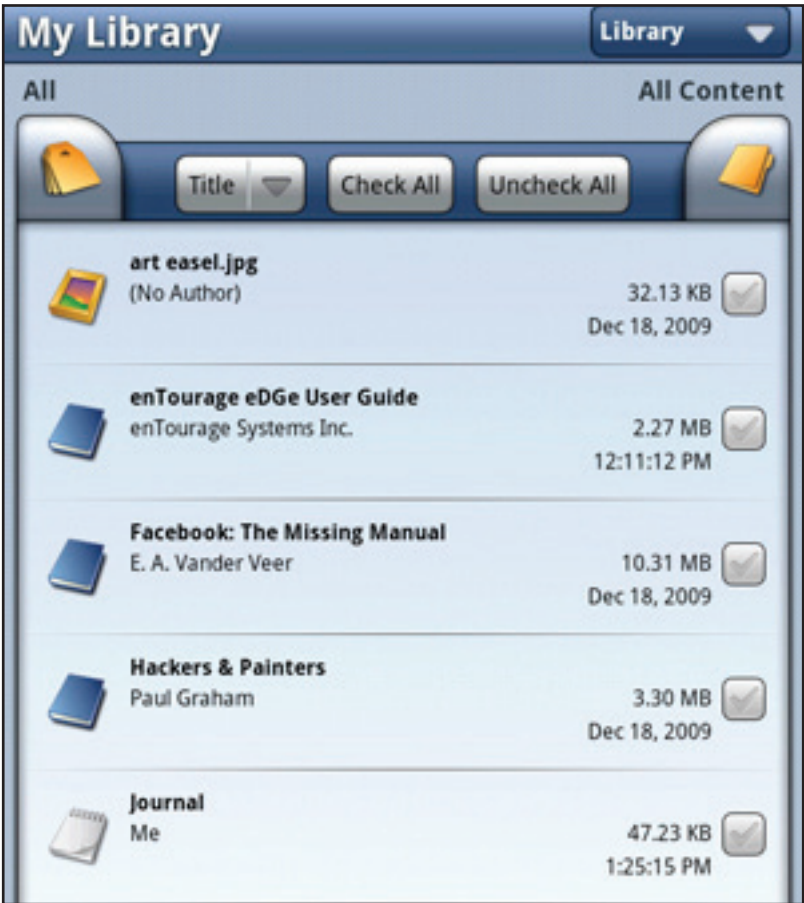 My Library
Library
All
All Content
Title
Check All
Uncheck All
art easel.jpg
(No Author)
32.13 KB
Dec 18, 2009
enTourage eDGe User Guide
enTourage Systems Inc.
2.27 MB
12:11:12 PM
Facebook: The Missing Manual
E. A. Vander Veer
10.31 MB
Dec 18, 2009
Hackers & Painters
Paul Graham
3.30 MB
Dec 18, 2009
Journal
Me
47.23 KB
1:25:15 PM